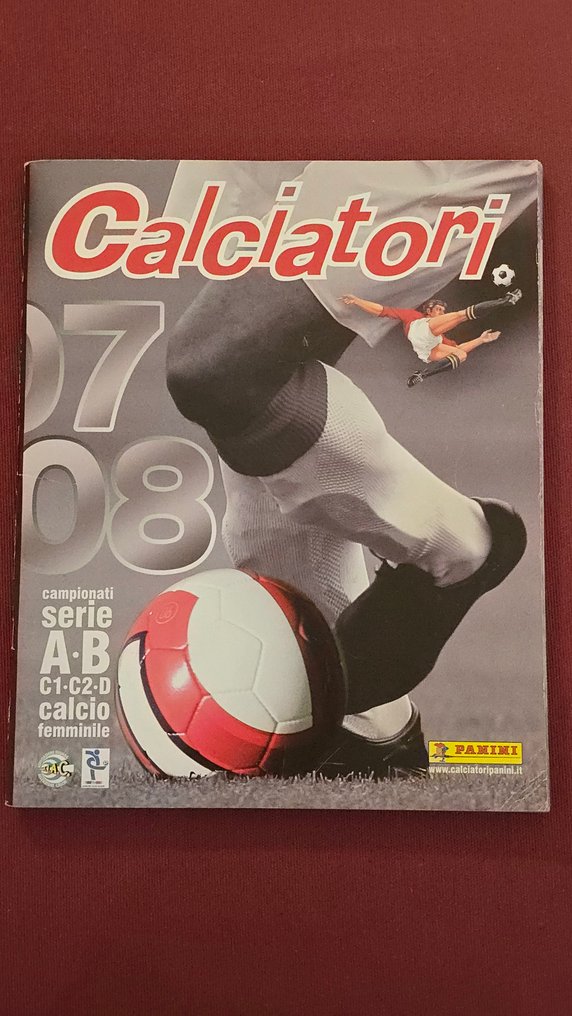 Calciatori
07
08
campionati
serie
A·B
C1·C2·D
calcio
femminile
PANINI
www.calciatoripanini.it